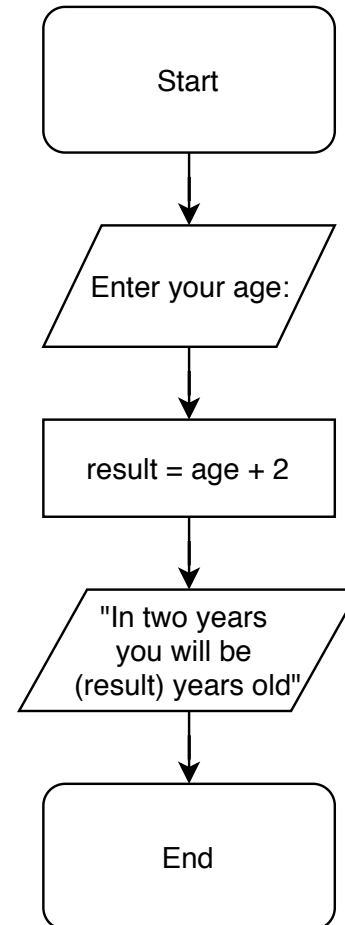 Start
Enter your age:
result = age + 2
"In two years
you will be
(result) years old"
End